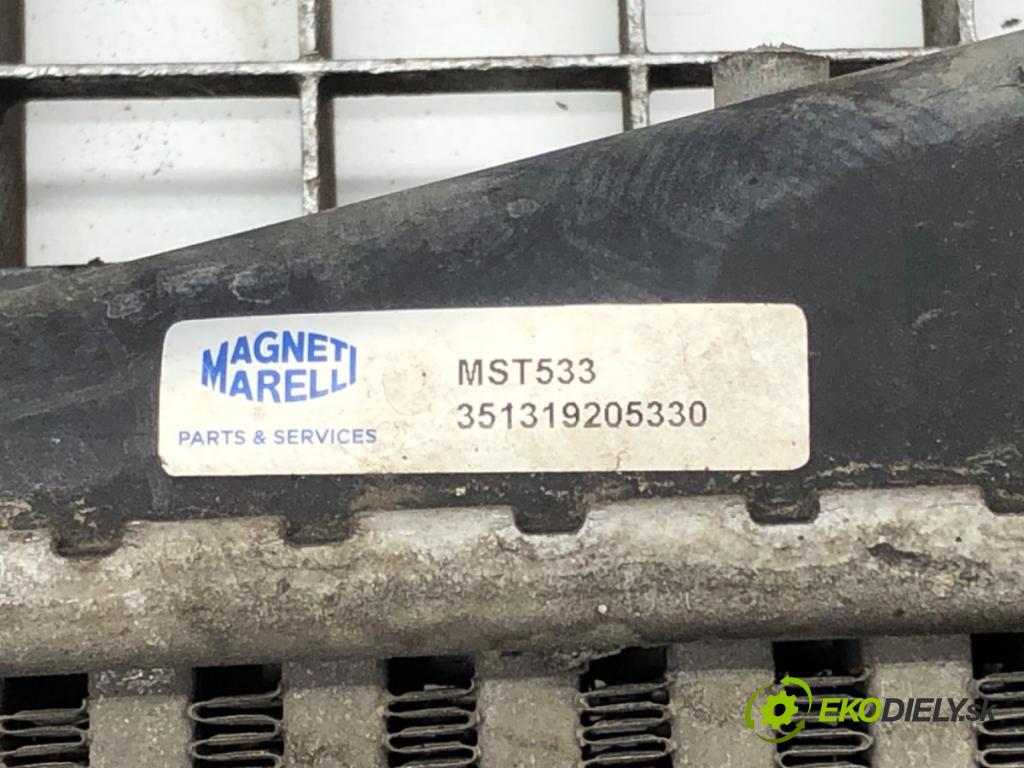 MAGNETI
MARELLI
PARTS & SERVICES
MST533
351319205330
EKODIELY.sk